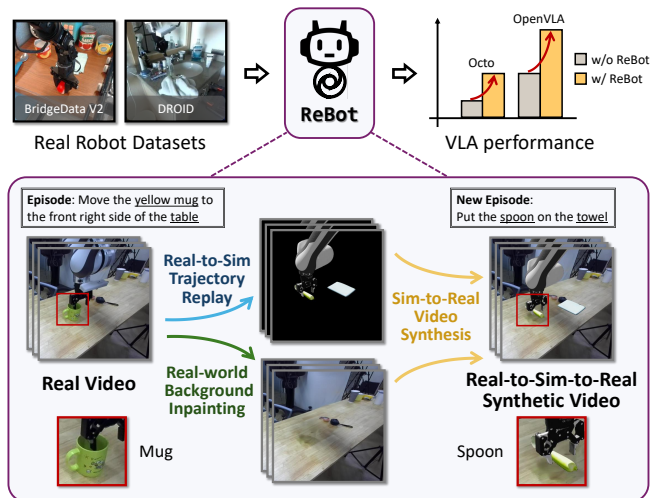 BridgeData V2
DROID
Real Robot Datasets
ReBot
OpenVLA
Octo
w/o ReBot
w/ ReBot
VLA performance
Episode: Move the yellow mug to
the front right side of the table
New Episode:
Put the spoon on the towel
Real-to-Sim
Trajectory
Replay
Sim-to-Real
Video
Synthesis
Real Video
Real-world
Background
Inpainting
Real-to-Sim-to-Real
Synthetic Video
Mug
Spoon